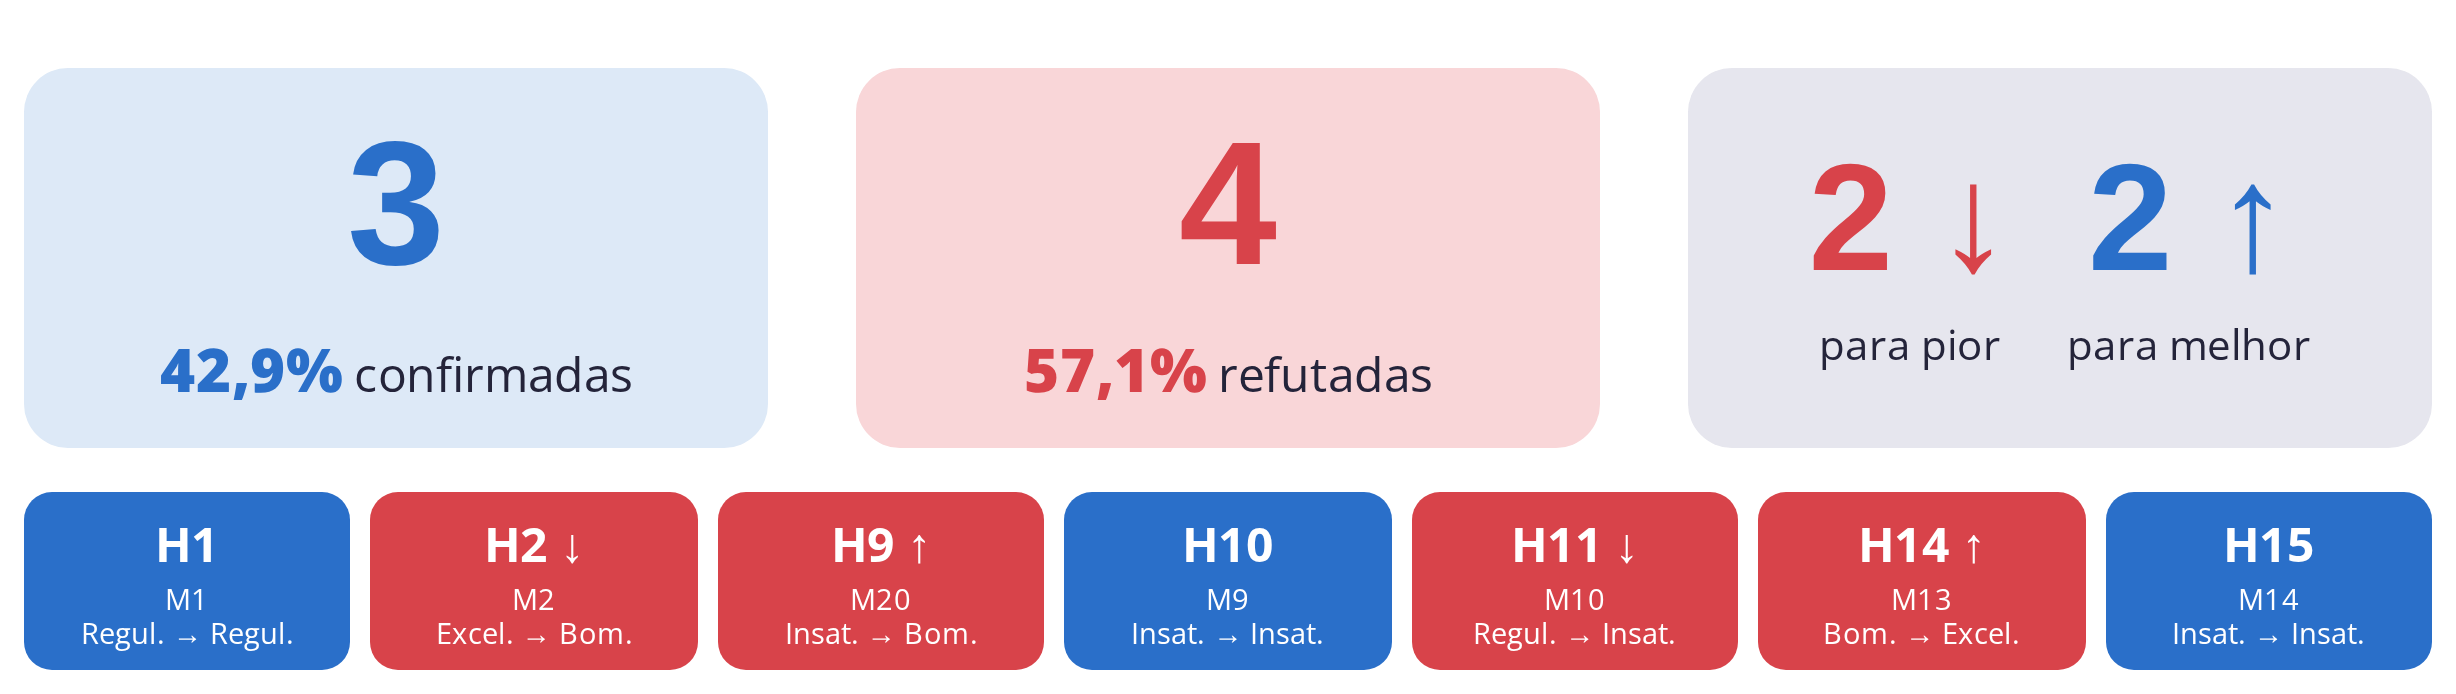 3
42,9% confirmadas
4
57,1% refutadas
2 ↓ 2 ↑
para pior para melhor
H1
M1
Regul. → Regul.
H2 ↓
M2
Excel. → Bom.
H9 ↑
M20
Insat. → Bom.
H10
M9
Insat. → Insat.
H11 ↓
M10
Regul. → Insat.
H14 ↑
M13
Bom. → Excel.
H15
M14
Insat. → Insat.